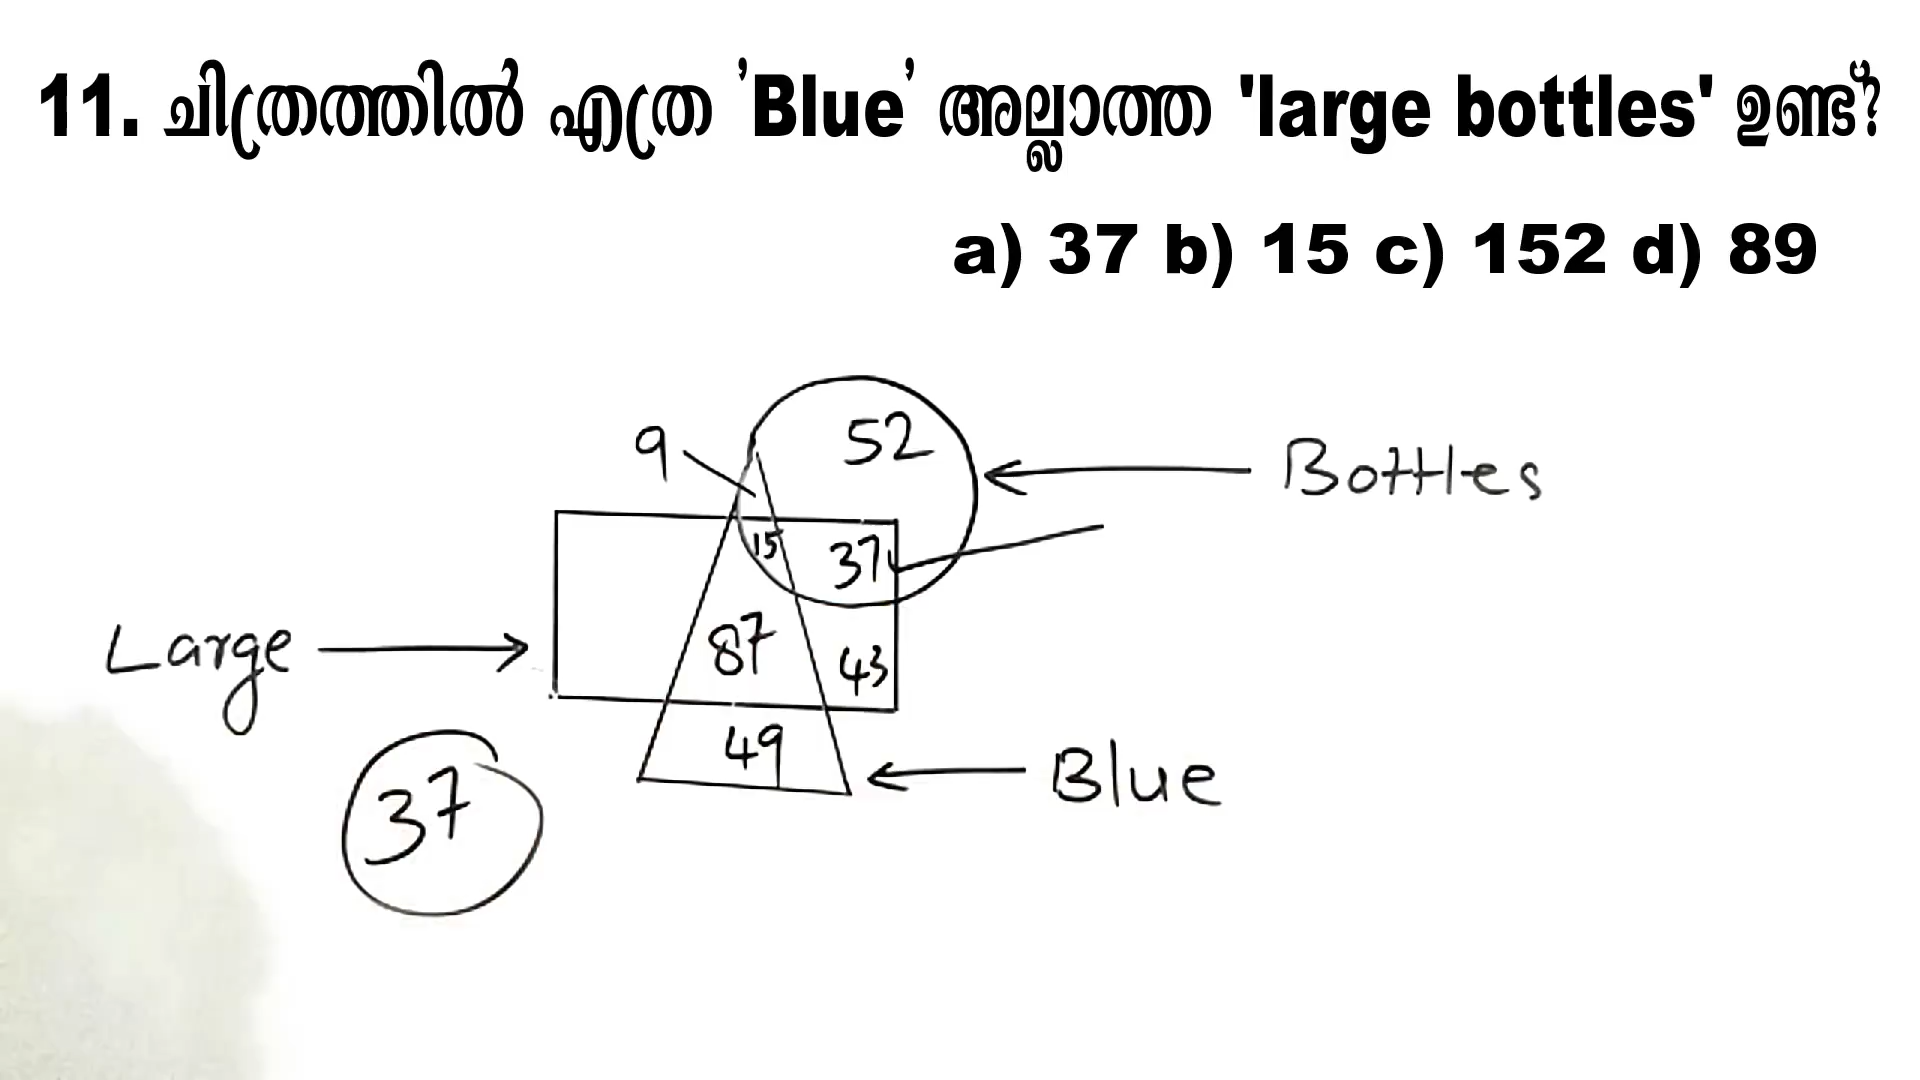 11. ചിത്രത്തിൽ എത്ര 'Blue' അല്ലാത്ത 'large bottles' ഉണ്ട്?
a) 37 b) 15 c) 152 d) 89
9
52
Bottles
15
37
Large
87
43
49
Blue
37